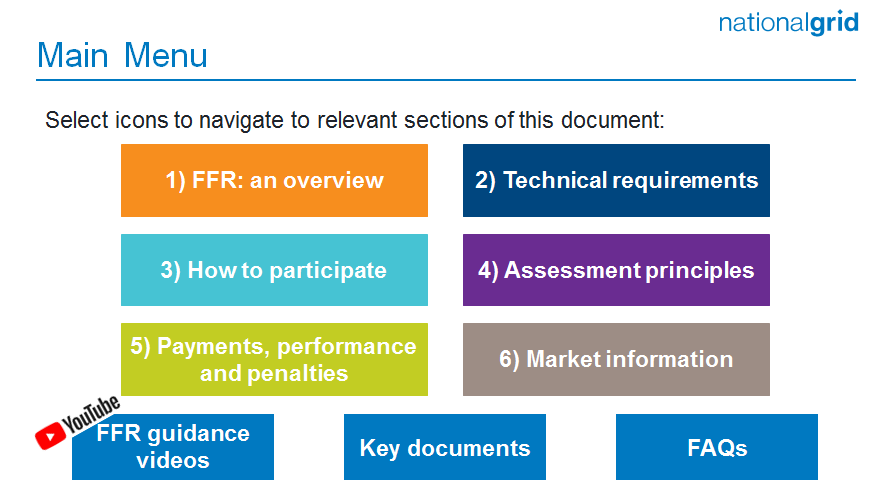 nationalgrid
Main Menu
Select icons to navigate to relevant sections of this document:
1) FFR: an overview
2) Technical requirements
3) How to participate
4) Assessment principles
5) Payments, performance
and penalties
6) Market information
YouTube
FFR guidance
videos
Key documents
FAQs